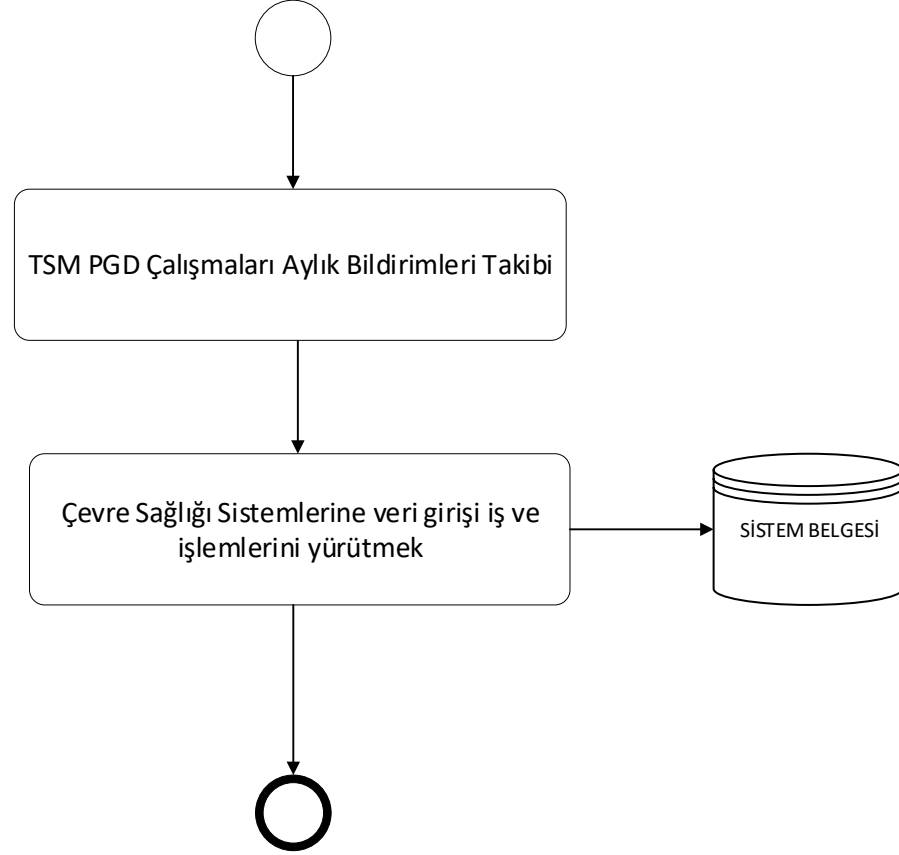 TSM PGD Çalışmaları Aylık Bildirimleri Takibi
Çevre Sağlığı Sistemlerine veri girişi iş ve
işlemlerini yürütmek
SİSTEM BELGESİ